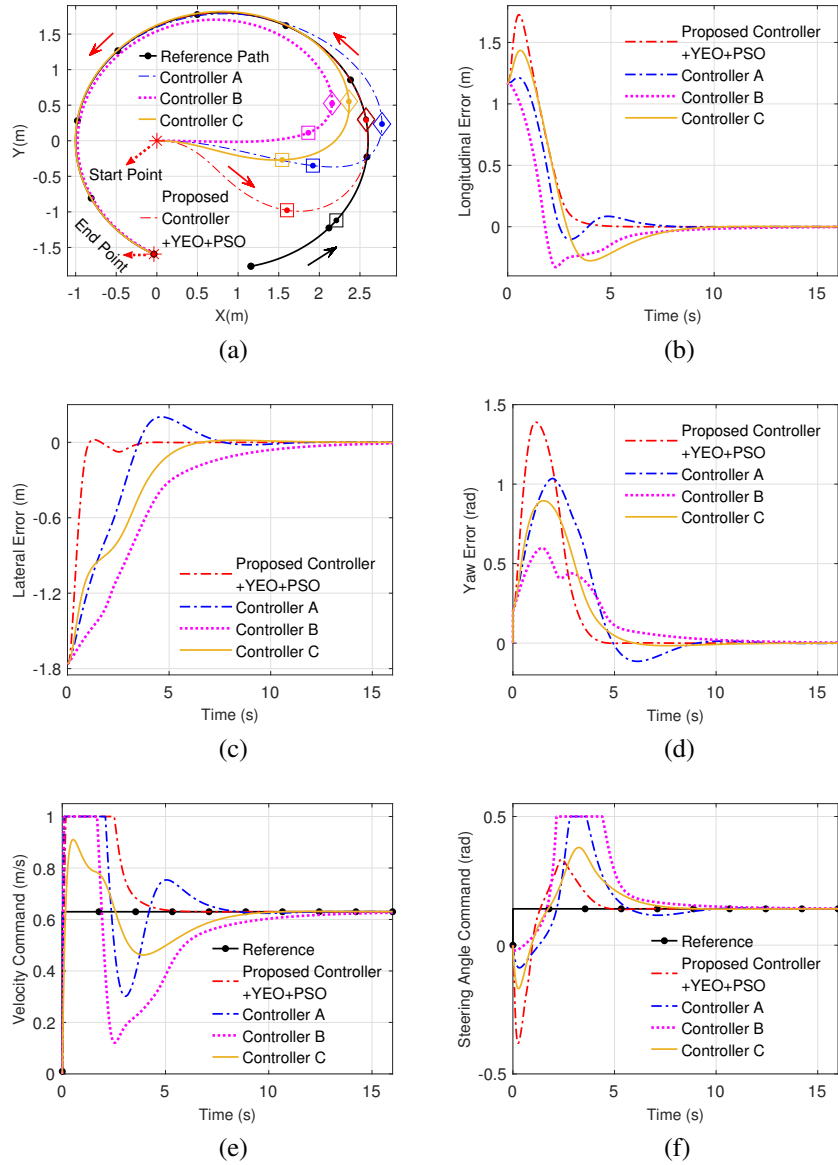 1.5
1
0.5
0
-0.5
-1
-1.5
Y(m)
Reference Path
Controller A
Controller B
Controller C
Start Point
Proposed
Controller
+YEO+PSO
End Point
-1 -0.5 0 0.5 1 1.5 2 2.5
X(m)
(a)
1.5
1
0.5
0
Longitudinal Error (m)
Proposed Controller
+YEO+PSO
Controller A
Controller B
Controller C
0 5 10 15
Time (s)
(b)
0
-0.6
-1.2
-1.8
Lateral Error (m)
Proposed Controller
+YEO+PSO
Controller A
Controller B
Controller C
0 5 10 15
Time (s)
(c)
1.5
1
0.5
0
Yaw Error (rad)
Proposed Controller
+YEO+PSO
Controller A
Controller B
Controller C
0 5 10 15
Time (s)
(d)
1
0.8
0.6
0.4
0.2
0
Velocity Command (m/s)
Reference
Proposed Controller
+YEO+PSO
Controller A
Controller B
Controller C
0 5 10 15
Time (s)
(e)
0.5
0
-0.5
Steering Angle Command (rad)
Reference
Proposed Controller
+YEO+PSO
Controller A
Controller B
Controller C
0 5 10 15
Time (s)
(f)